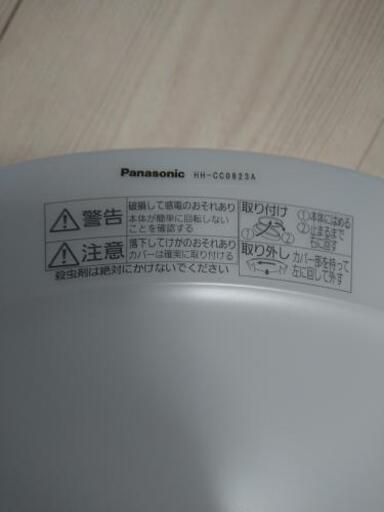 Panasonic HH-CC0823A
警告
破損して感電のおそれあり
本体が簡単に回転しない
ことを確認する
注意
落下してけがのおそれあり
カバーは確実に取り付ける
殺虫剤は絶対にかけないでください
取り付け
① ②
①本体にはめる
②止まるまで
右に回す
取り外し
カバー部を持って
左に回して外す